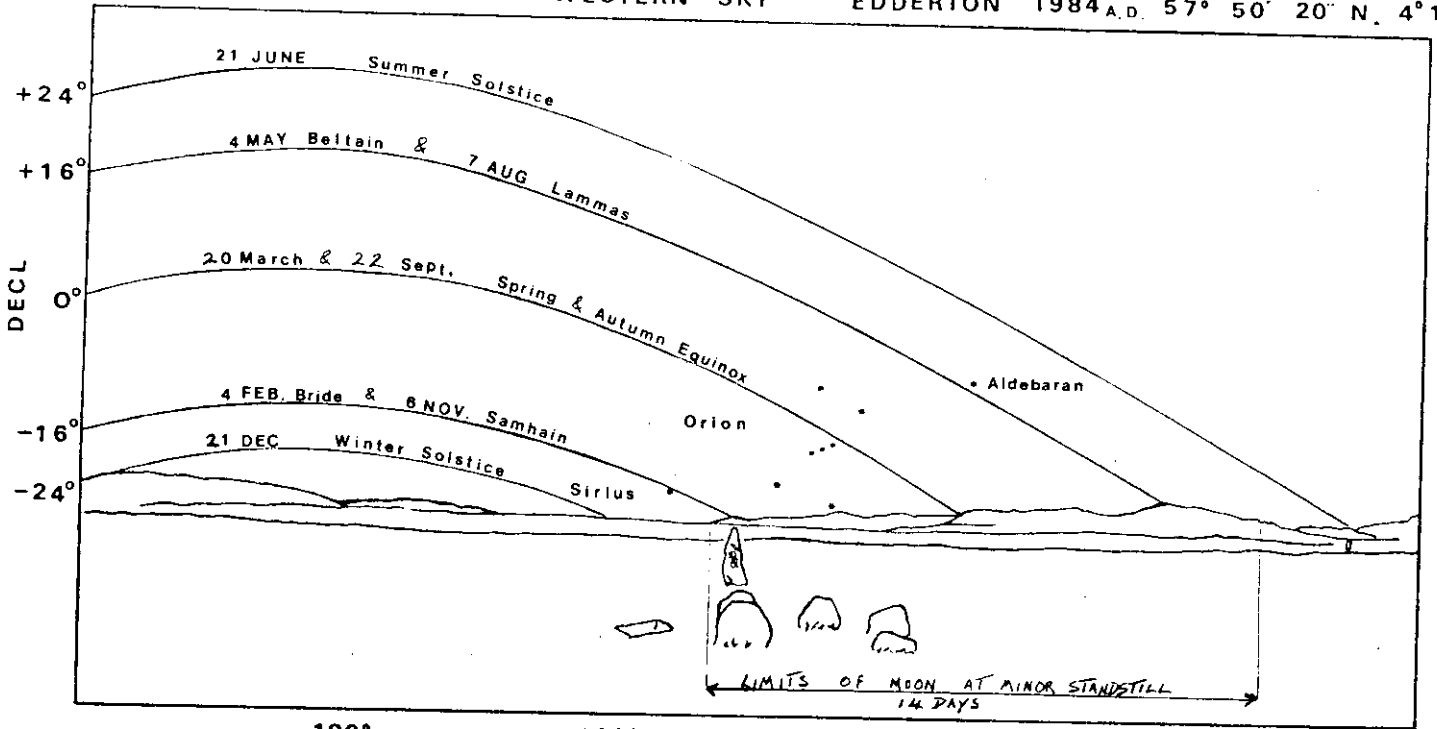 WESTERN SKY EDDERTON 1984 A.D. 57° 50' 20" N. 4°1
21 JUNE Summer Solstice
+24°
4 MAY Beltain & 7 AUG Lammas
+16°
20 March & 22 Sept. Spring & Autumn Equinox
DECL 0°
Aldebaran
4 FEB. Bride & 6 NOV. Samhain
Orion
-16°
21 DEC Winter Solstice
-24°
Sirius
LIMITS OF MOON AT MINOR STANDSTILL
14 DAYS